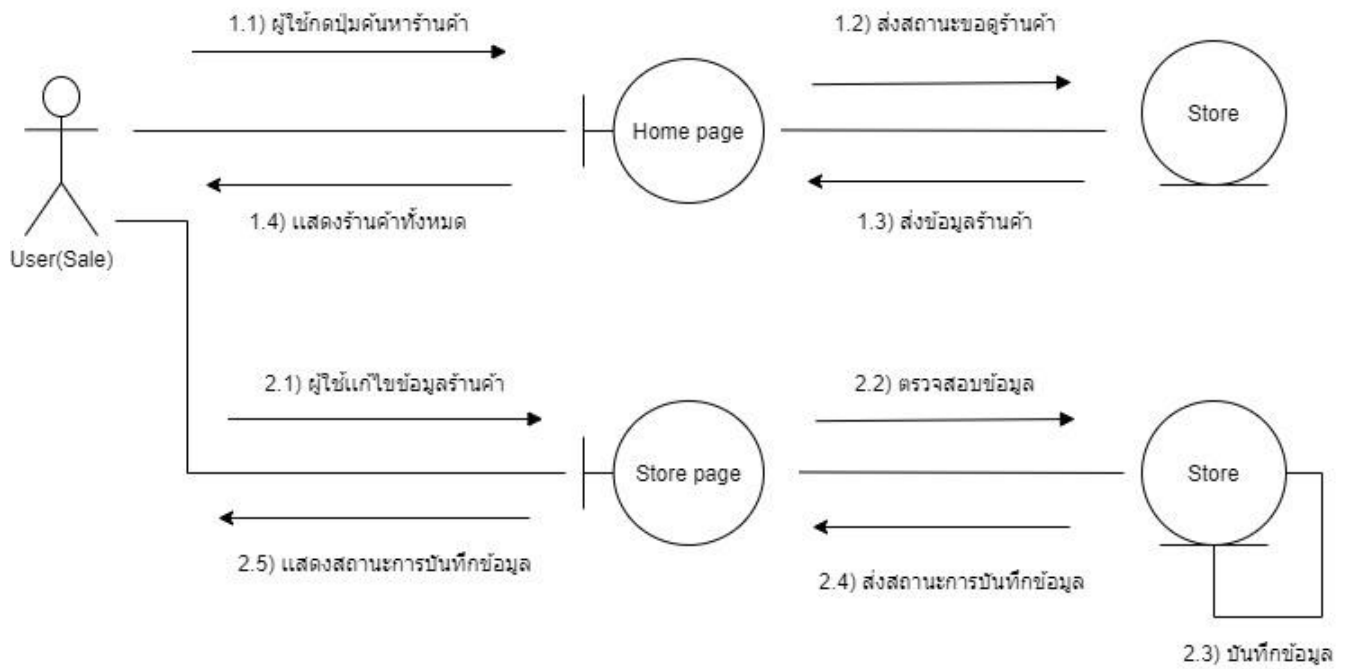 1.1) ผู้ใช้กดปุ่มค้นหาร้านค้า
1.2) ส่งสถานะขอดูร้านค้า
Home page
Store
1.4) แสดงร้านค้าทั้งหมด
1.3) ส่งข้อมูลร้านค้า
User(Sale)
2.1) ผู้ใช้แก้ไขข้อมูลร้านค้า
2.2) ตรวจสอบข้อมูล
Store page
Store
2.5) แสดงสถานะการบันทึกข้อมูล
2.4) ส่งสถานะการบันทึกข้อมูล
2.3) บันทึกข้อมูล